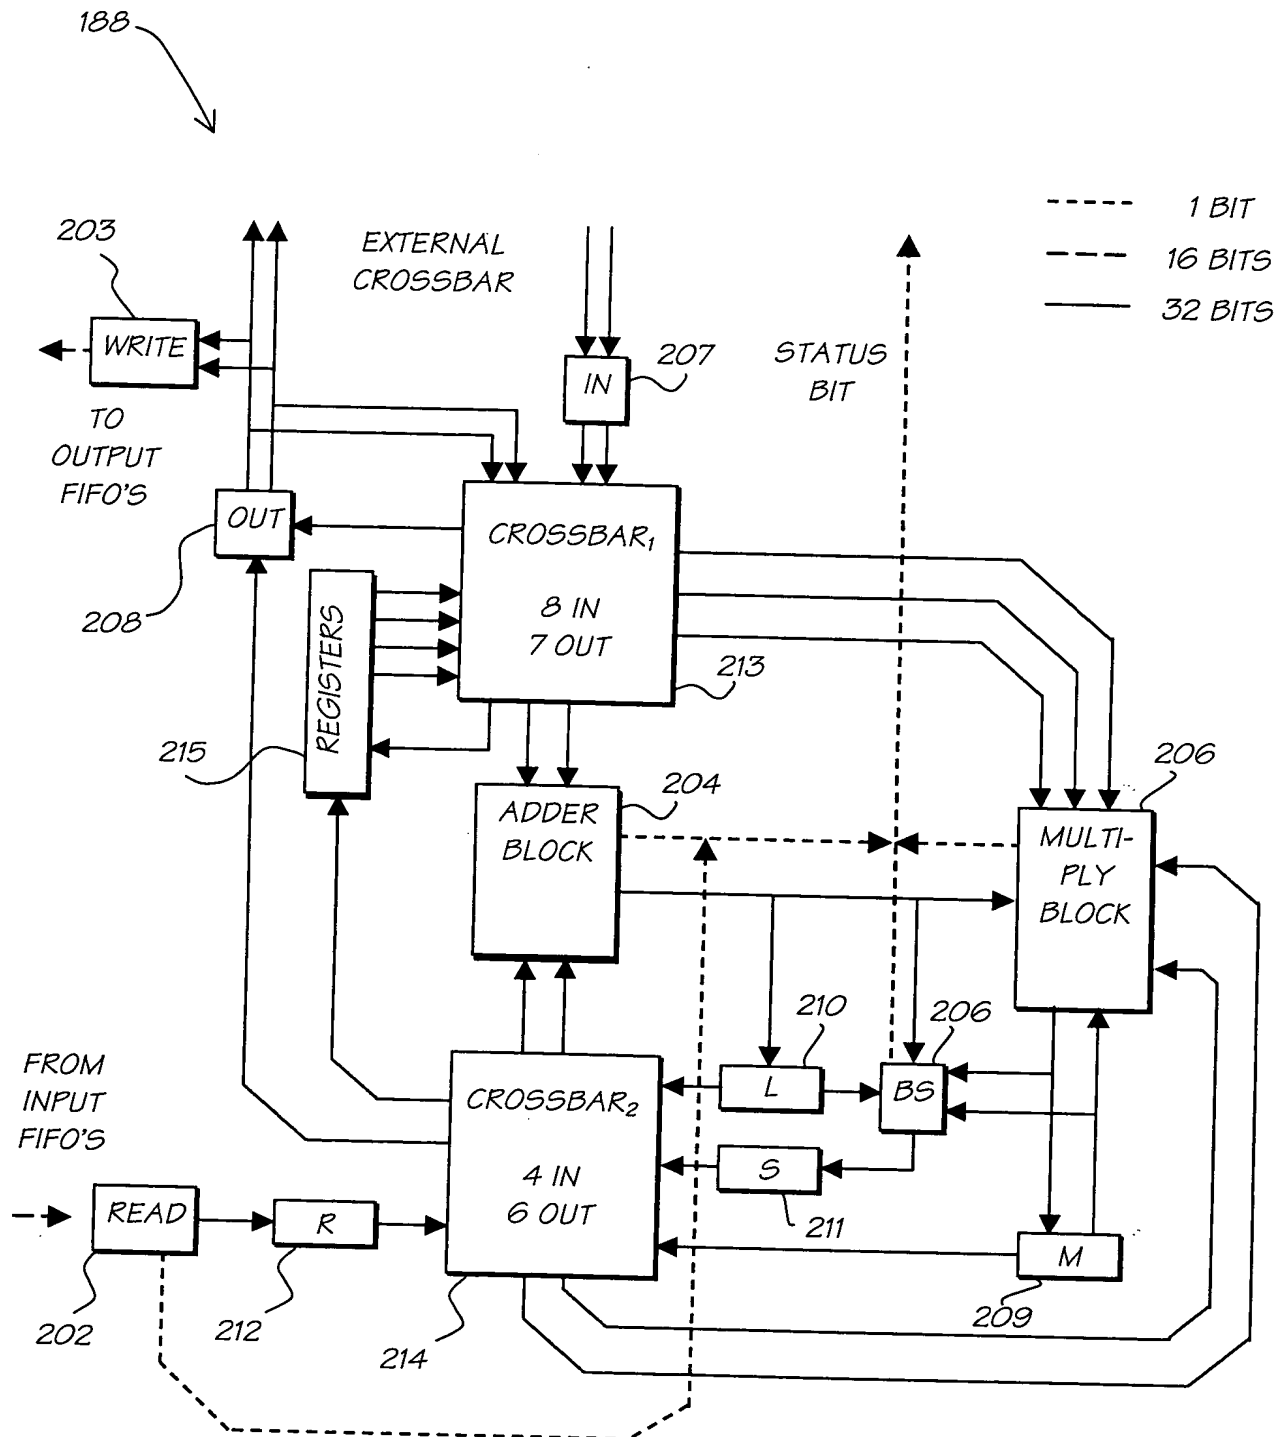 188
1 BIT
16 BITS
32 BITS
203
EXTERNAL
CROSSBAR
WRITE
TO
OUTPUT
FIFO'S
IN
207
STATUS
BIT
OUT
208
CROSSBAR1
8 IN
7 OUT
213
REGISTERS
215
ADDER
BLOCK
204
206
MULTI-
PLY
BLOCK
210
206
L
BS
FROM
INPUT
FIFO'S
CROSSBAR2
4 IN
6 OUT
S
211
READ
R
M
202
212
214
209